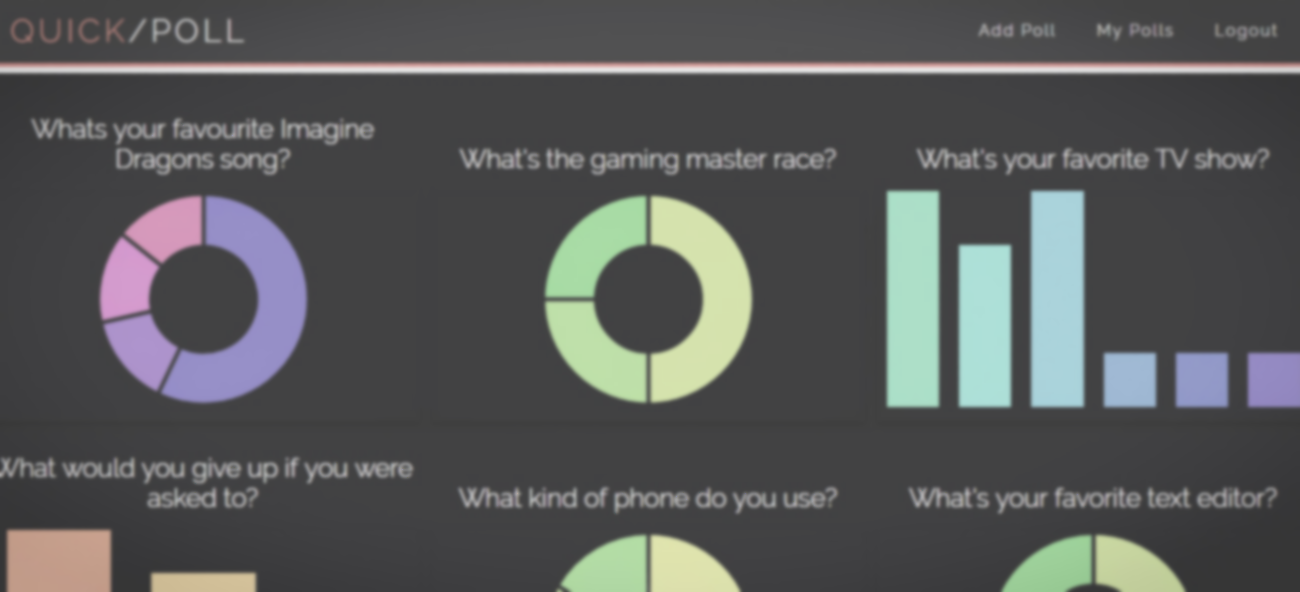 QUICK/POLL
Add Poll
My Polls
Logout
Whats your favourite Imagine
Dragons song?
What's the gaming master race?
What's your favorite TV show?
What would you give up if you were
asked to?
What kind of phone do you use?
What's your favorite text editor?